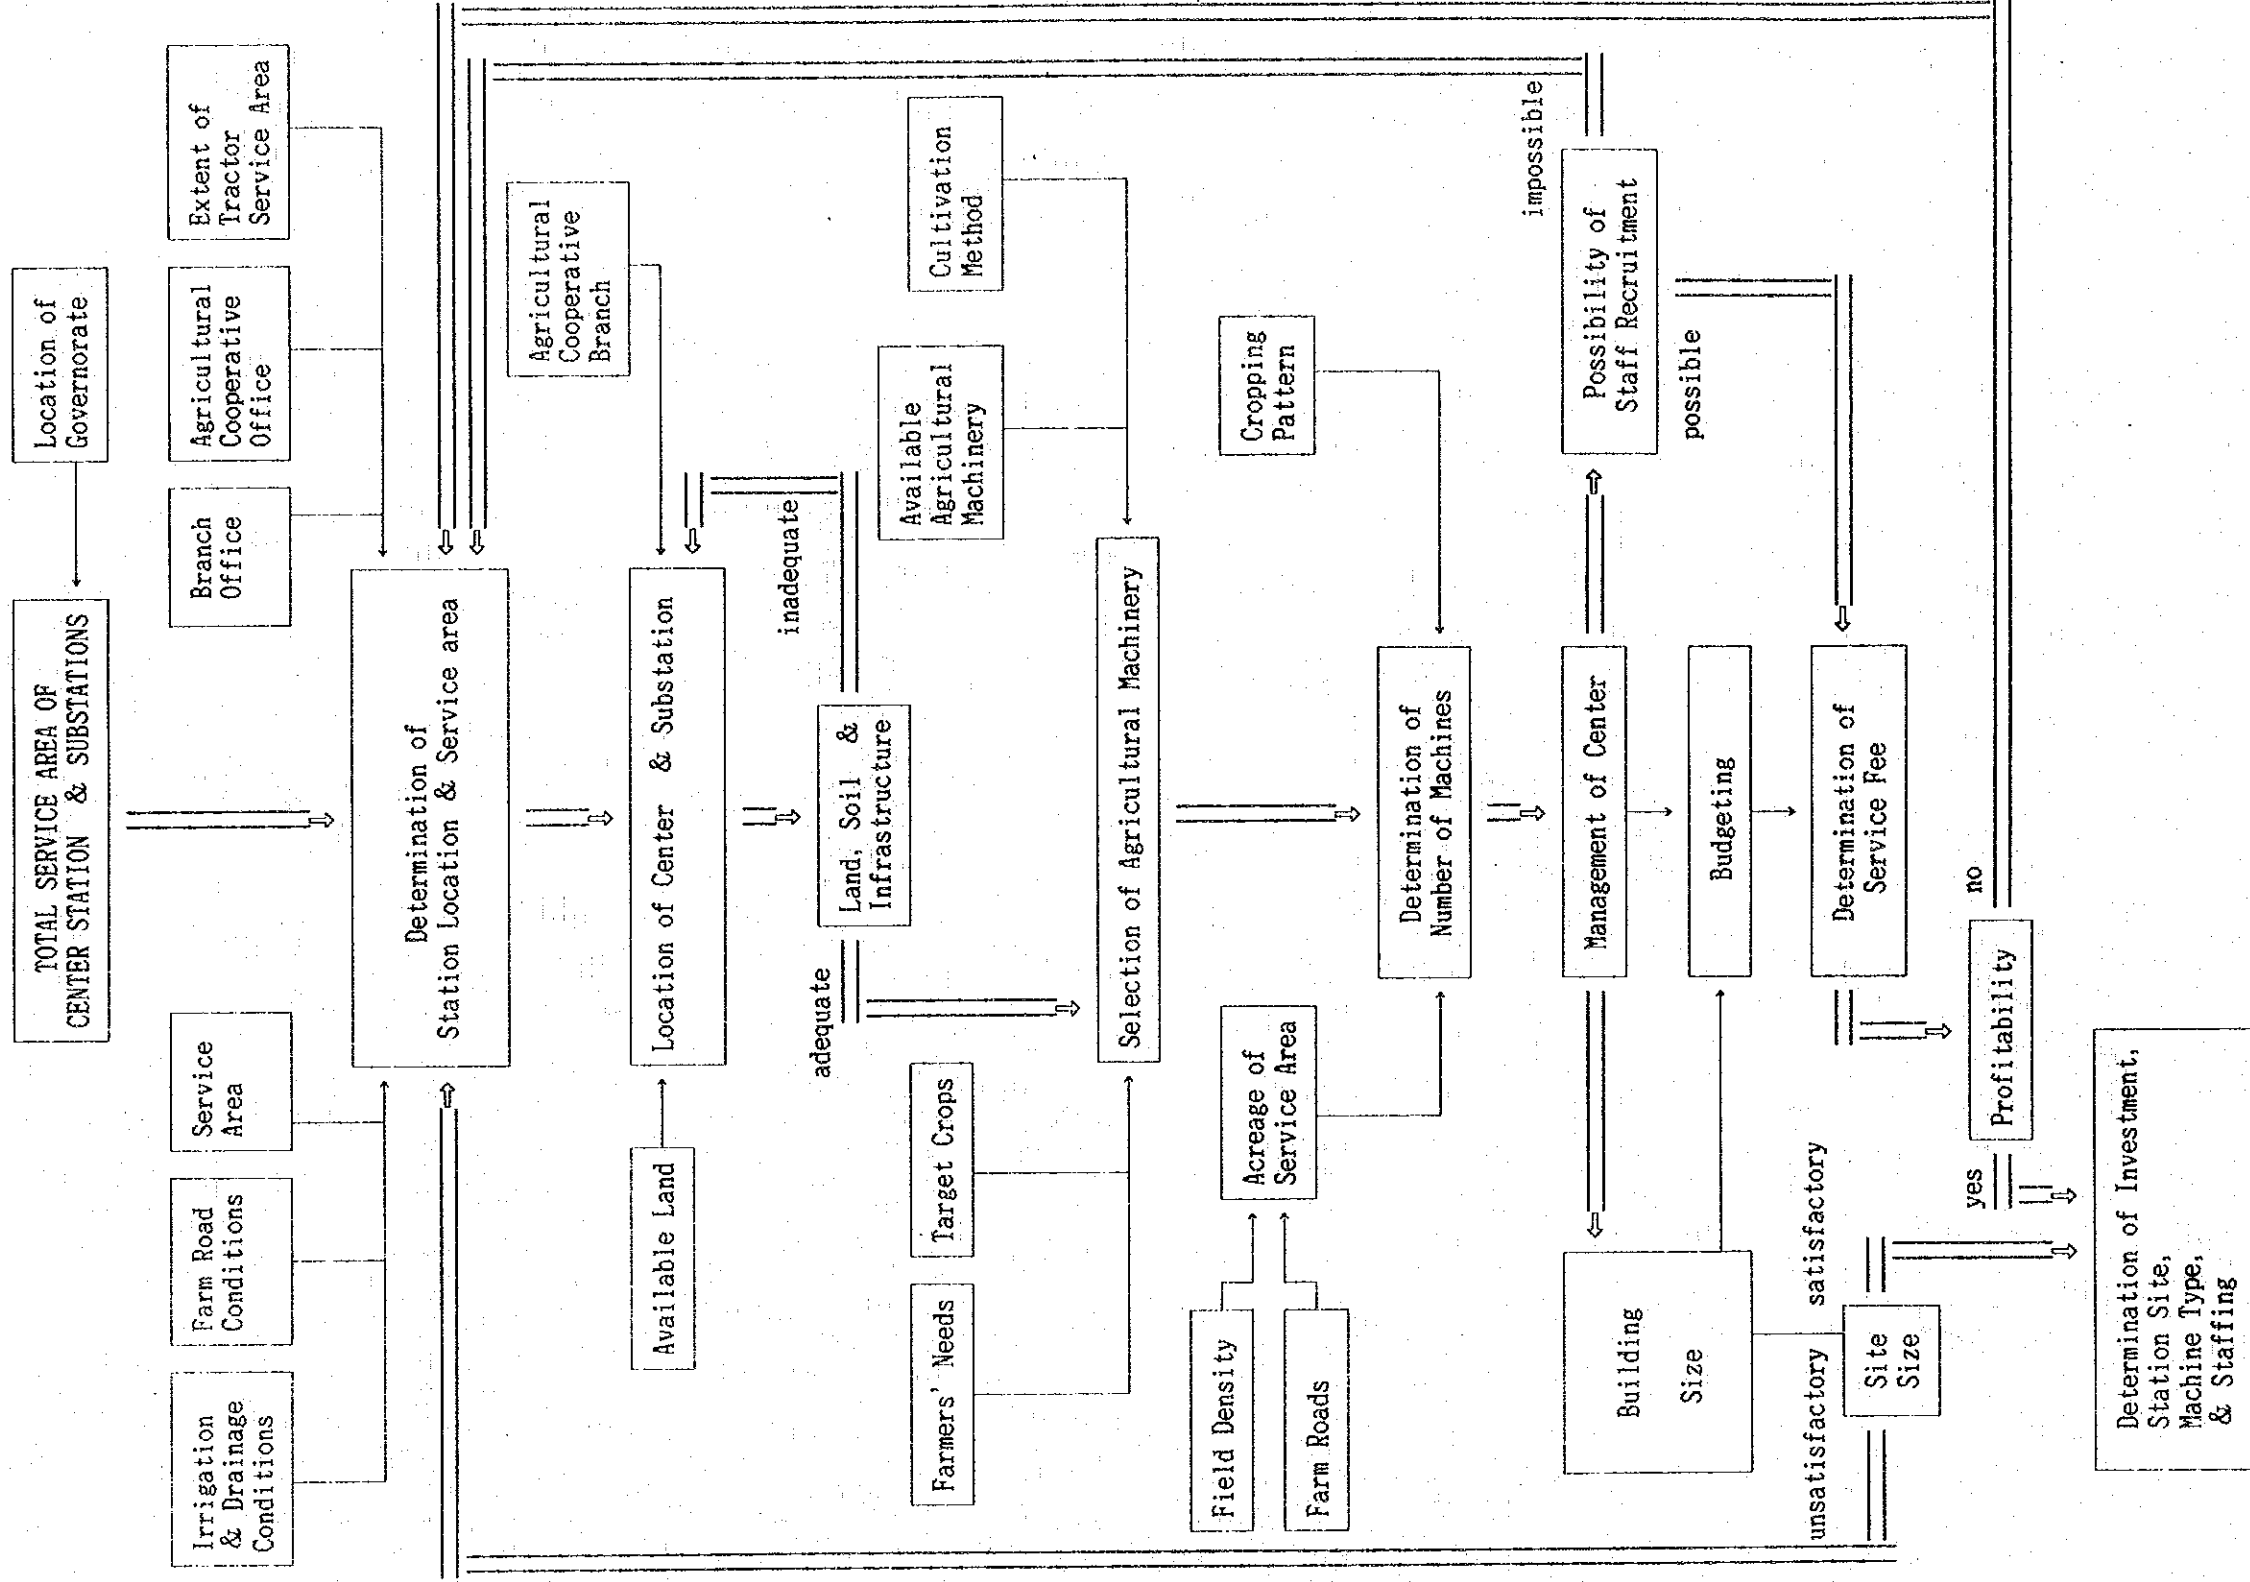 TOTAL SERVICE AREA OF
CENTER STATION & SUBSTATIONS
Location of
Governorate
Irrigation
& Drainage
Conditions
Farm Road
Conditions
Service
Area
Branch
Office
Agricultural
Cooperative
Office
Extent of
Tractor
Service Area
Determination of
Station Location & Service area
Available Land
Location of Center & Substation
Agricultural
Cooperative
Branch
adequate
Land, Soil &
Infrastructure
inadequate
Farmers' Needs
Target Crops
Available
Agricultural
Machinery
Cultivation
Method
Selection of Agricultural Machinery
Field Density
Farm Roads
Acreage of
Service Area
Cropping
Pattern
Determination of
Number of Machines
Building
Size
Management of Center
Possibility of
Staff Recruitment
impossible
possible
Budgeting
Determination of
Service Fee
unsatisfactory
satisfactory
Site
Size
yes
Profitability
no
Determination of Investment,
Station Site,
Machine Type,
& Staffing